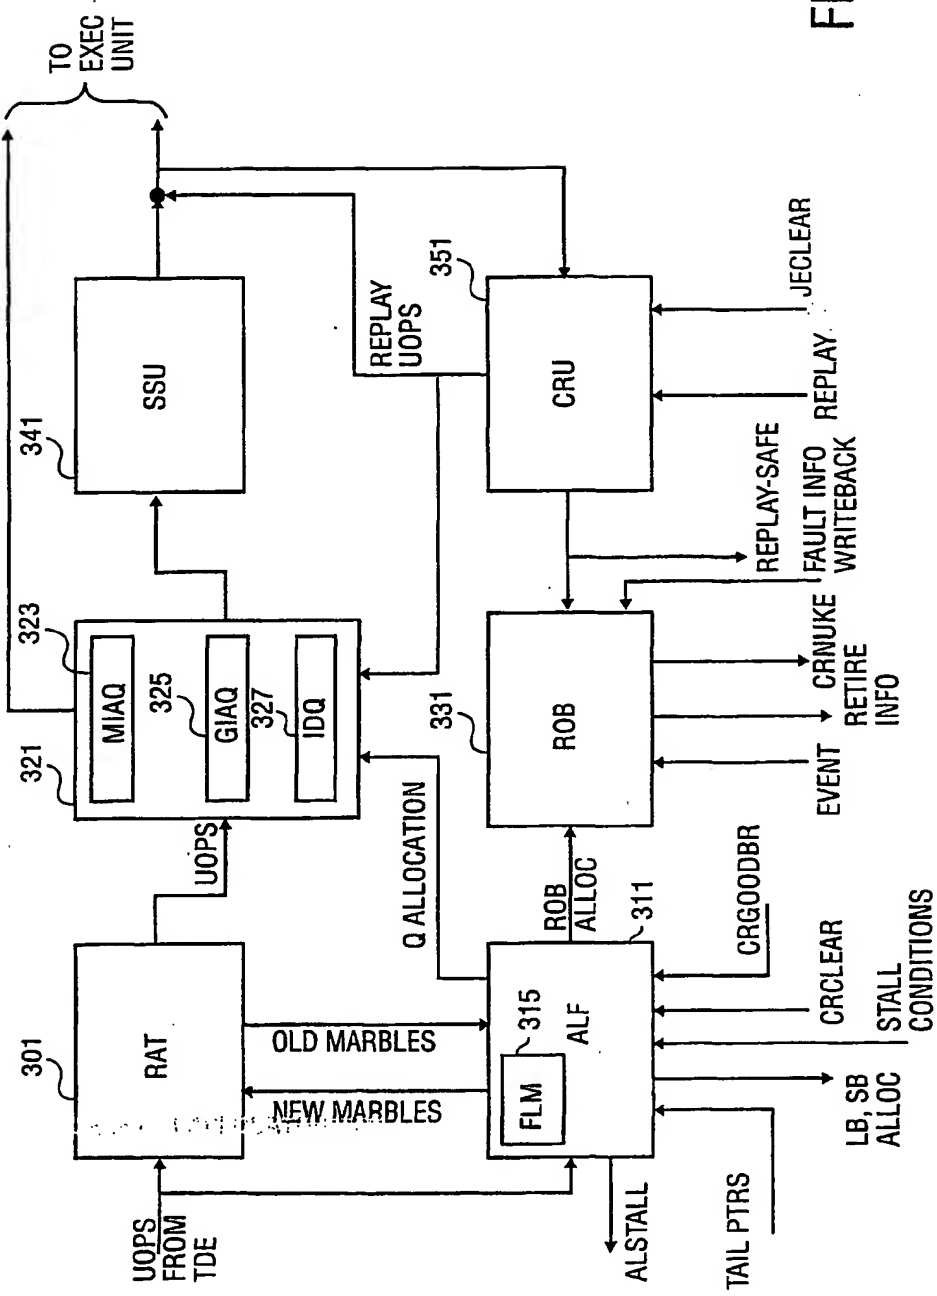 TO
EXEC
UNIT
341
SSU
REPLAY
UOPS
351
CRU
JECLEAR
REPLAY
REPLAY-SAFE
FAULT INFO
WRITEBACK
321
323
MIAQ
325
GIAQ
327
IDQ
331
ROB
CRNUKE
RETIRE
INFO
EVENT
UOPS
Q ALLOCATION
ROB
ALLOC
311
301
RAT
OLD MARBLES
NEW MARBLES
315
FLM
ALF
CRGOODBR
CRCLEAR
STALL
CONDITIONS
LB, SB
ALLOC
TAIL PTRS
ALSTALL
UOPS
FROM
TDE